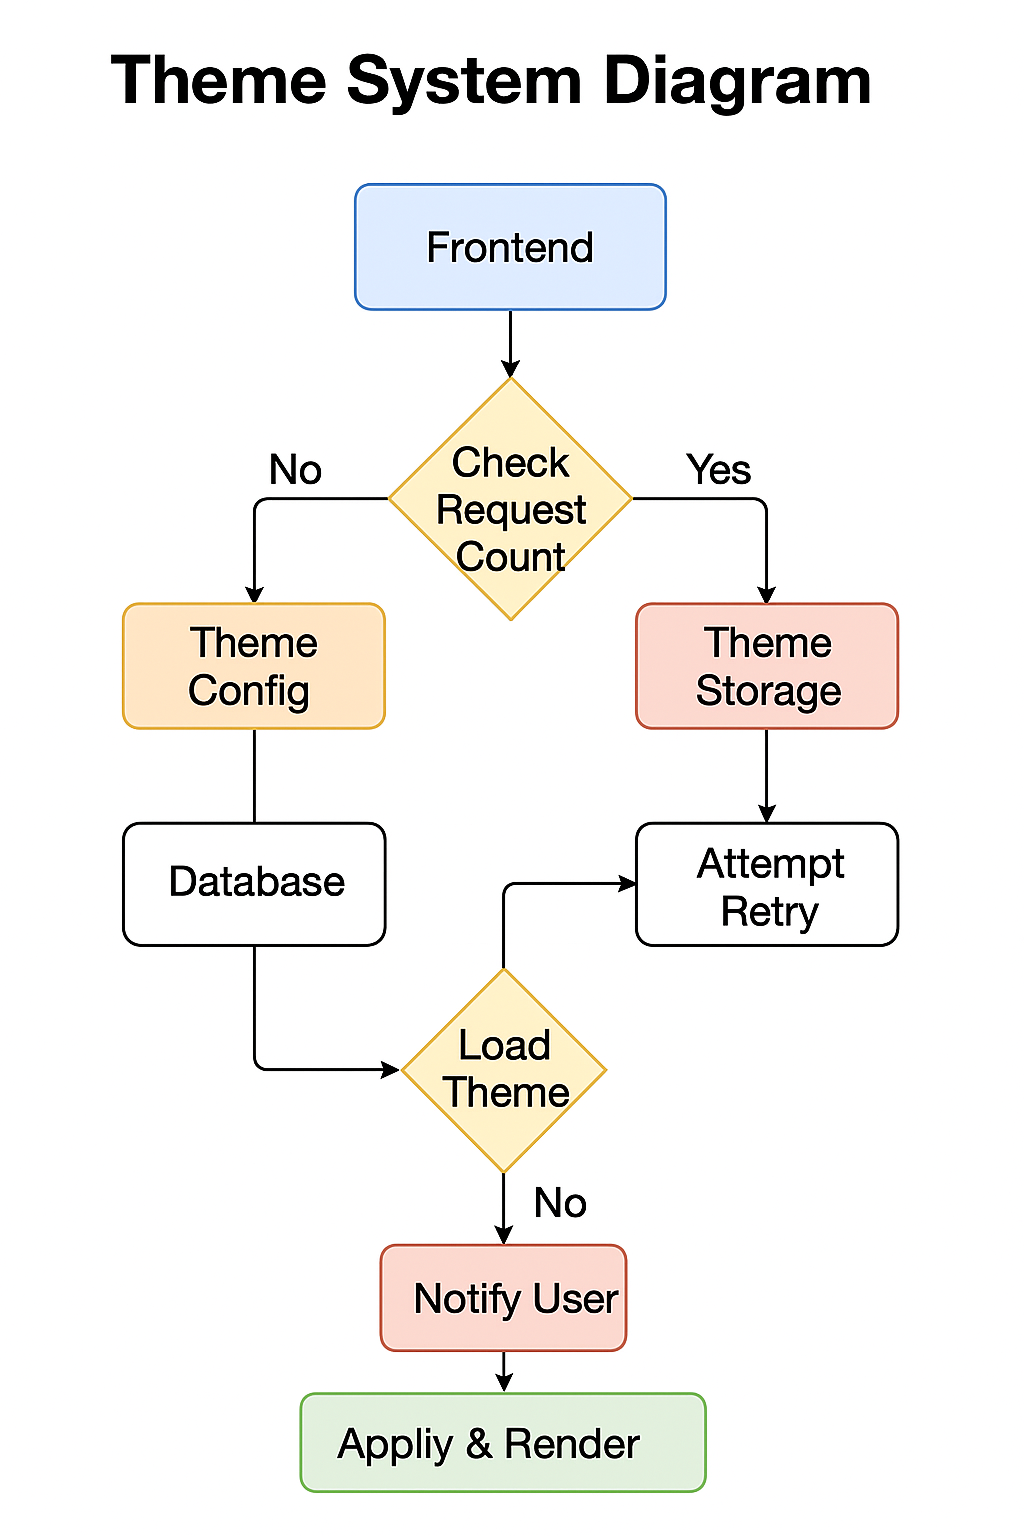 Theme System Diagram
Frontend
Check
Request
Count
No
Yes
Theme
Config
Theme
Storage
Database
Attempt
Retry
Load
Theme
No
Notify User
Appliy & Render